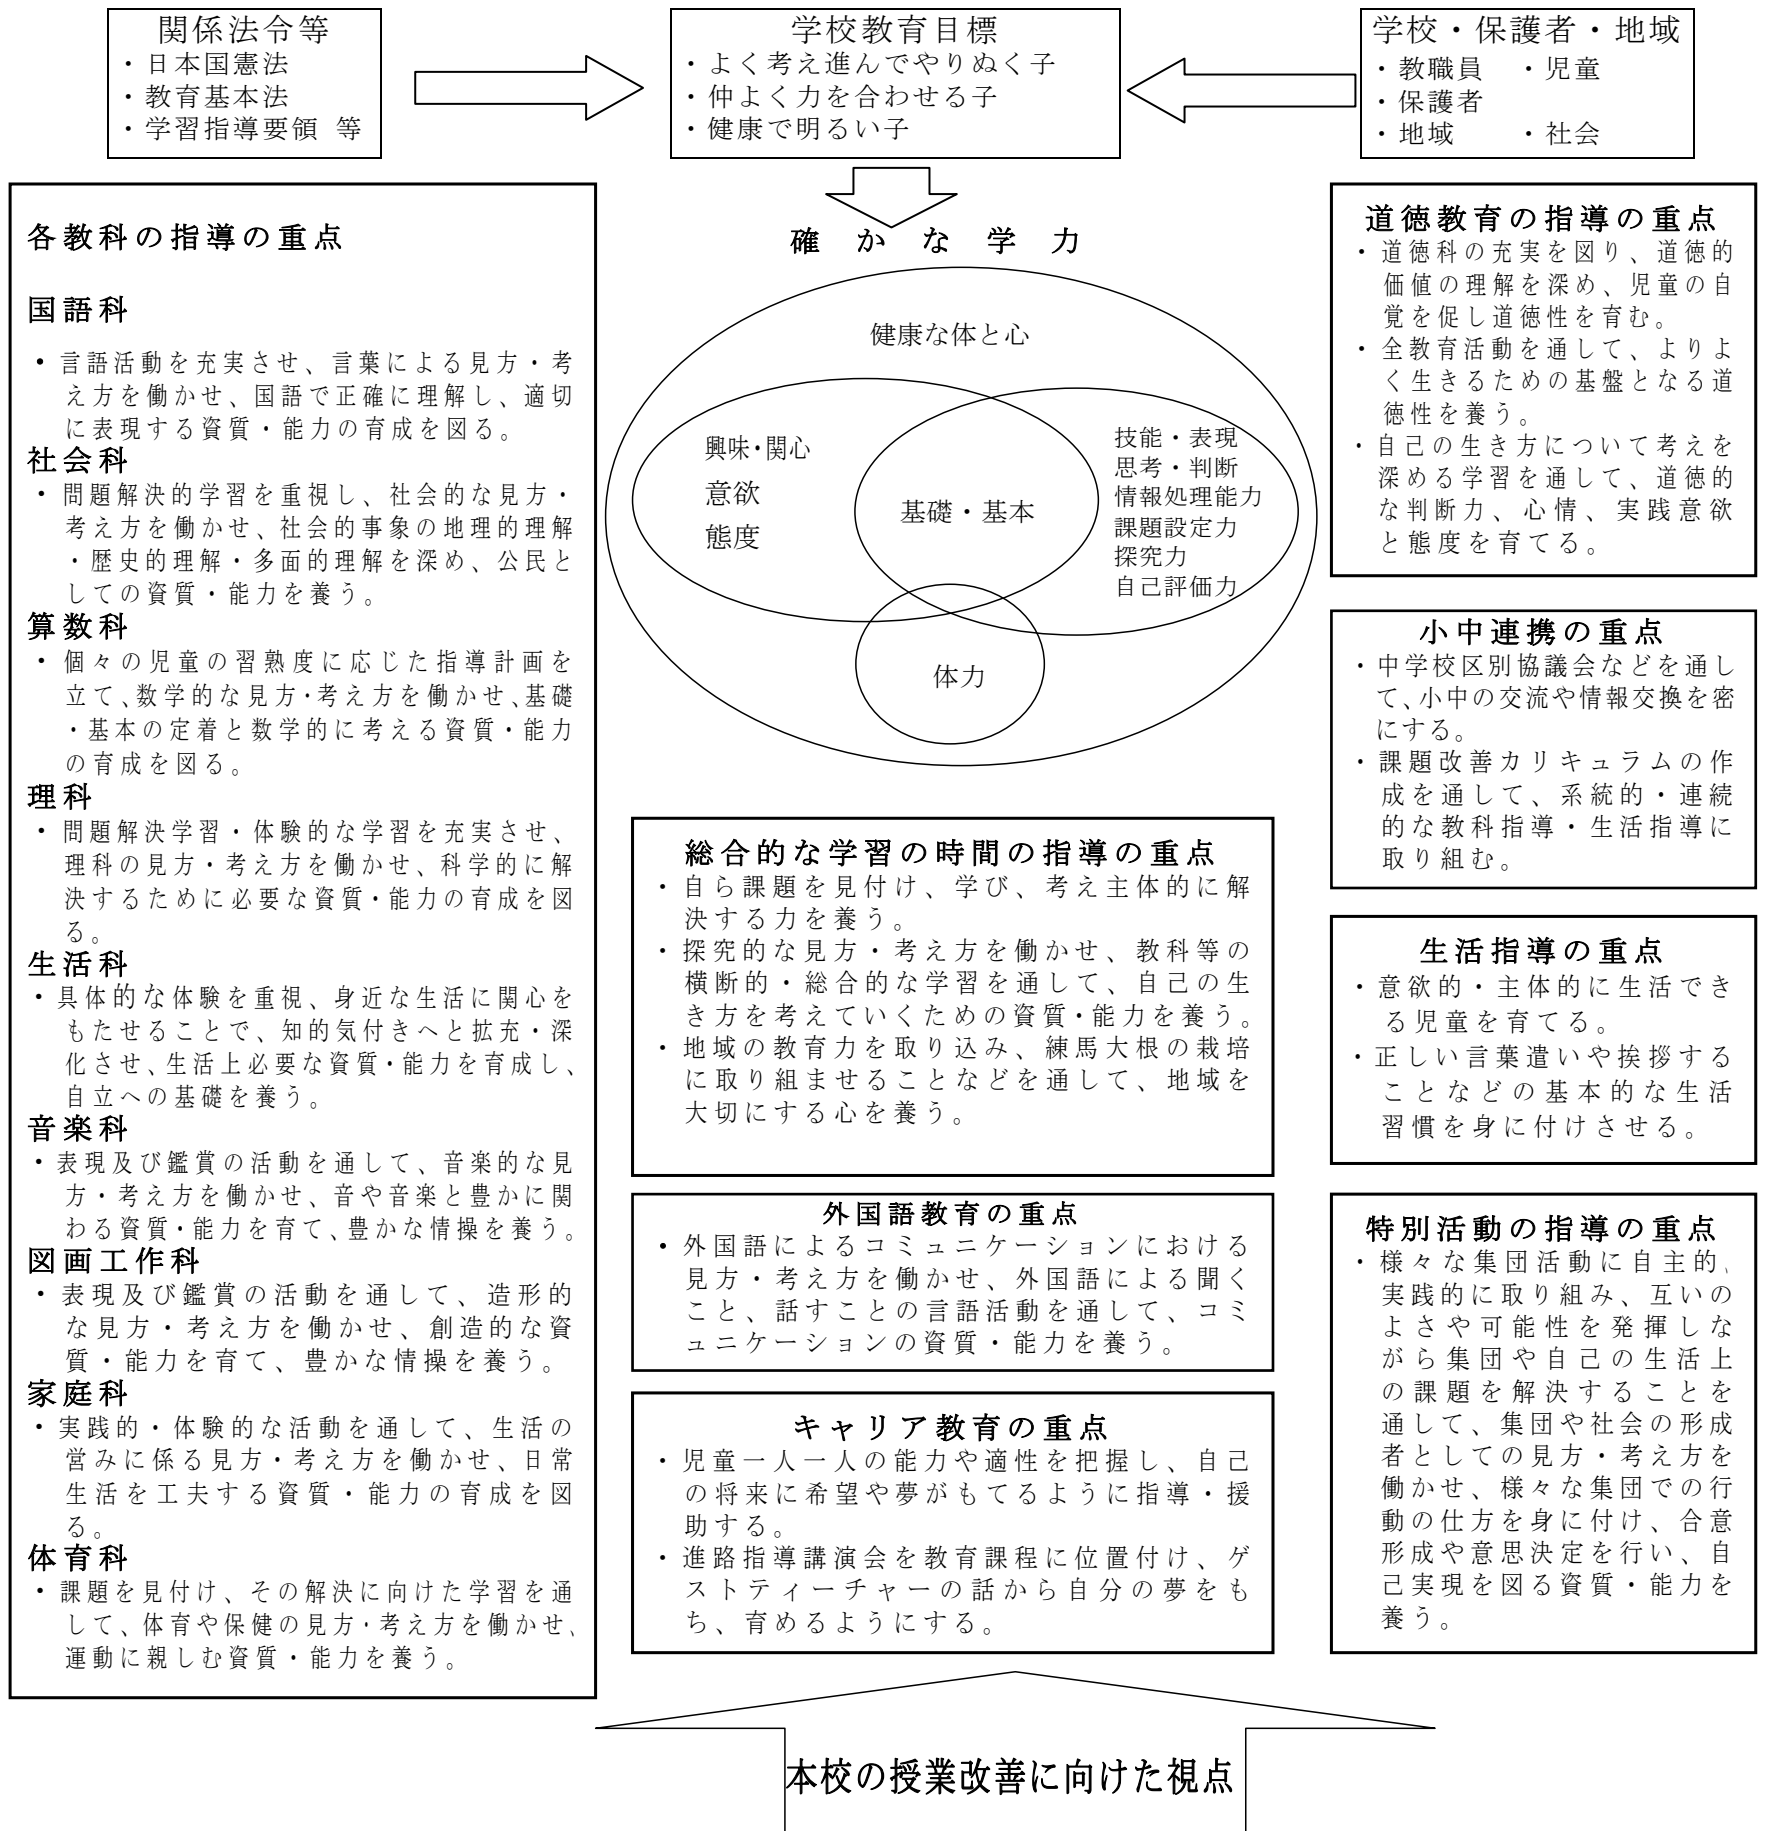 関係法令等
・日本国憲法
・教育基本法
・学習指導要領 等
学校教育目標
・よく考え進んでやりぬく子
・仲よく力を合わせる子
・健康で明るい子
学校・保護者・地域
・教職員 ・児童
・保護者
・地域 ・社会
各教科の指導の重点
国語科
・言語活動を充実させ、言葉による見方・考
え方を働かせ、国語で正確に理解し、適切
に表現する資質・能力の育成を図る。
社会科
・問題解決的学習を重視し、社会的な見方・
考え方を働かせ、社会的事象の地理的理解
・歴史的理解・多面的理解を深め、公民と
しての資質・能力を養う。
算数科
・個々の児童の習熟度に応じた指導計画を
立て、数学的な見方・考え方を働かせ、基礎
・基本の定着と数学的に考える資質・能力
の育成を図る。
理科
・問題解決学習・体験的な学習を充実させ、
理科の見方・考え方を働かせ、科学的に解
決するために必要な資質・能力の育成を図
る。
生活科
・具体的な体験を重視、身近な生活に関心を
もたせることで、知的気付きへと拡充・深
化させ、生活上必要な資質・能力を育成し、
自立への基礎を養う。
音楽科
・表現及び鑑賞の活動を通して、音楽的な見
方・考え方を働かせ、音や音楽と豊かに関
わる資質・能力を育て、豊かな情操を養う。
図画工作科
・表現及び鑑賞の活動を通して、造形的
な見方・考え方を働かせ、創造的な資
質・能力を育て、豊かな情操を養う。
家庭科
・実践的・体験的な活動を通して、生活の
営みに係る見方・考え方を働かせ、日常
生活を工夫する資質・能力の育成を図
る。
体育科
・課題を見付け、その解決に向けた学習を通
して、体育や保健の見方・考え方を働かせ、
運動に親しむ資質・能力を養う。
確かな学力
健康な体と心
興味・関心
意欲
態度
基礎・基本
技能・表現
思考・判断
情報処理能力
課題設定力
探究力
自己評価力
体力
総合的な学習の時間の指導の重点
・自ら課題を見付け、学び、考え主体的に解
決する力を養う。
・探究的な見方・考え方を働かせ、教科等の
横断的・総合的な学習を通して、自己の生
き方を考えていくための資質・能力を養う。
・地域の教育力を取り込み、練馬大根の栽培
に取り組ませることなどを通して、地域を
大切にする心を養う。
外国語教育の重点
・外国語によるコミュニケーションにおける
見方・考え方を働かせ、外国語による聞く
こと、話すことの言語活動を通して、コミ
ュニケーションの資質・能力を養う。
キャリア教育の重点
・児童一人一人の能力や適性を把握し、自己
の将来に希望や夢がもてるように指導・援
助する。
・進路指導講演会を教育課程に位置付け、ゲ
ストティーチャーの話から自分の夢をも
ち、育めるようにする。
道徳教育の指導の重点
・道徳科の充実を図り、道徳的
価値の理解を深め、児童の自
覚を促し道徳性を育む。
・全教育活動を通して、よりよ
く生きるための基盤となる道
徳性を養う。
・自己の生き方について考えを
深める学習を通して、道徳的
な判断力、心情、実践意欲
と態度を育てる。
小中連携の重点
・中学校区別協議会などを通し
て、小中の交流や情報交換を密
にする。
・課題改善カリキュラムの作
成を通して、系統的・連続
的な教科指導・生活指導に
取り組む。
生活指導の重点
・意欲的・主体的に生活でき
る児童を育てる。
・正しい言葉遣いや挨拶する
ことなどの基本的な生活
習慣を身に付けさせる。
特別活動の指導の重点
・様々な集団活動に自主的、
実践的に取り組み、互いの
よさや可能性を発揮しな
がら集団や自己の生活上
の課題を解決することを
通して、集団や社会の形成
者としての見方・考え方を
働かせ、様々な集団での行
動の仕方を身に付け、合意
形成や意思決定を行い、自
己実現を図る資質・能力を
養う。
本校の授業改善に向けた視点